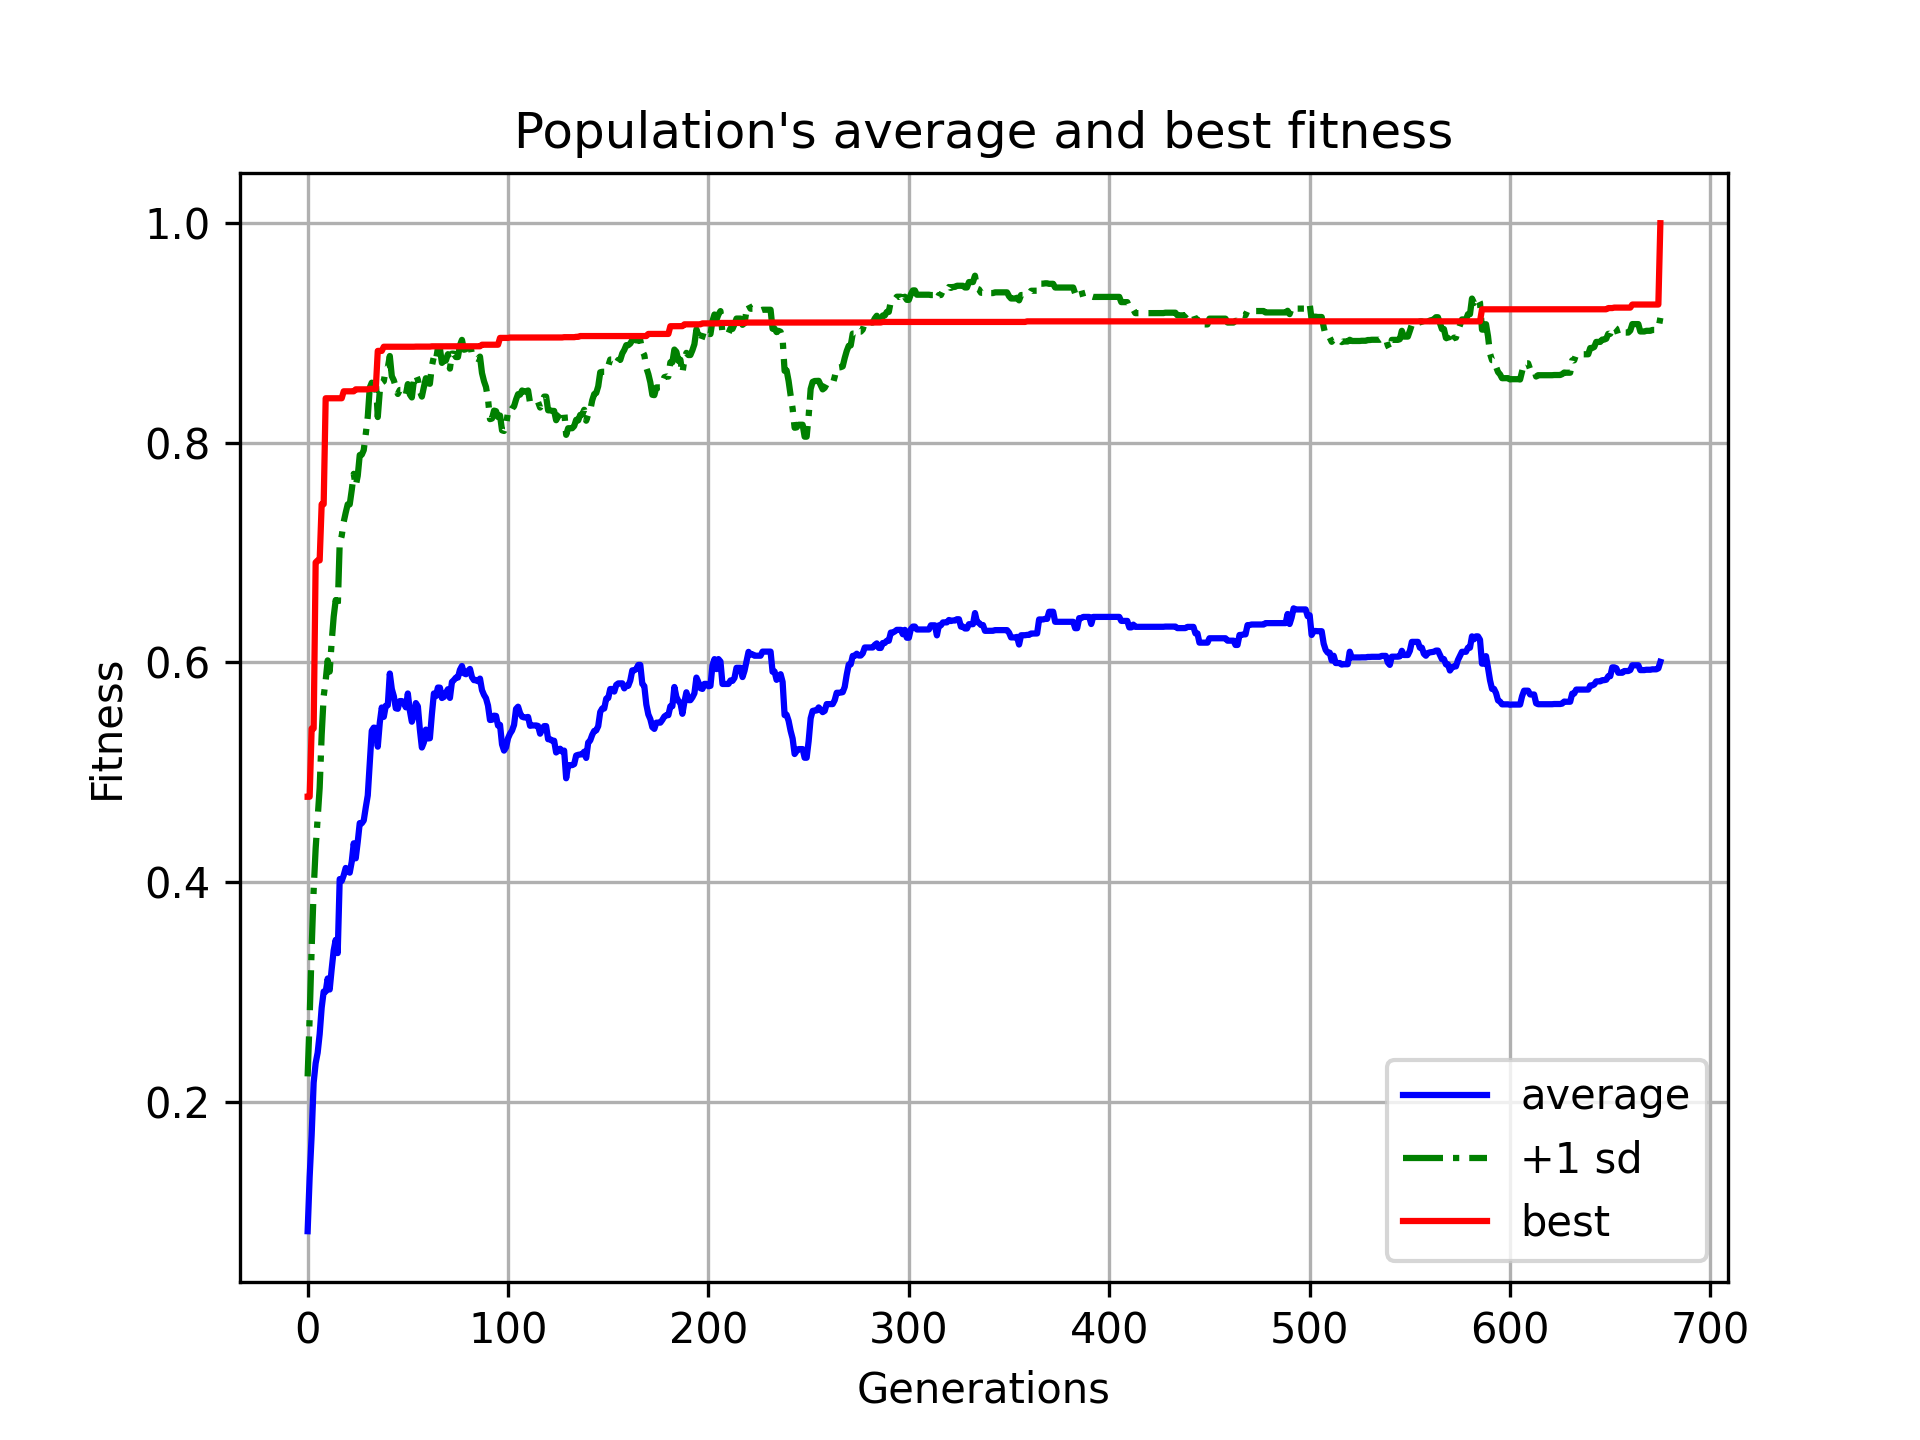 Population's average and best fitness
1.0
0.8
0.6
0.4
0.2
Fitness
average
+1 sd
best
0 100 200 300 400 500 600 700
Generations